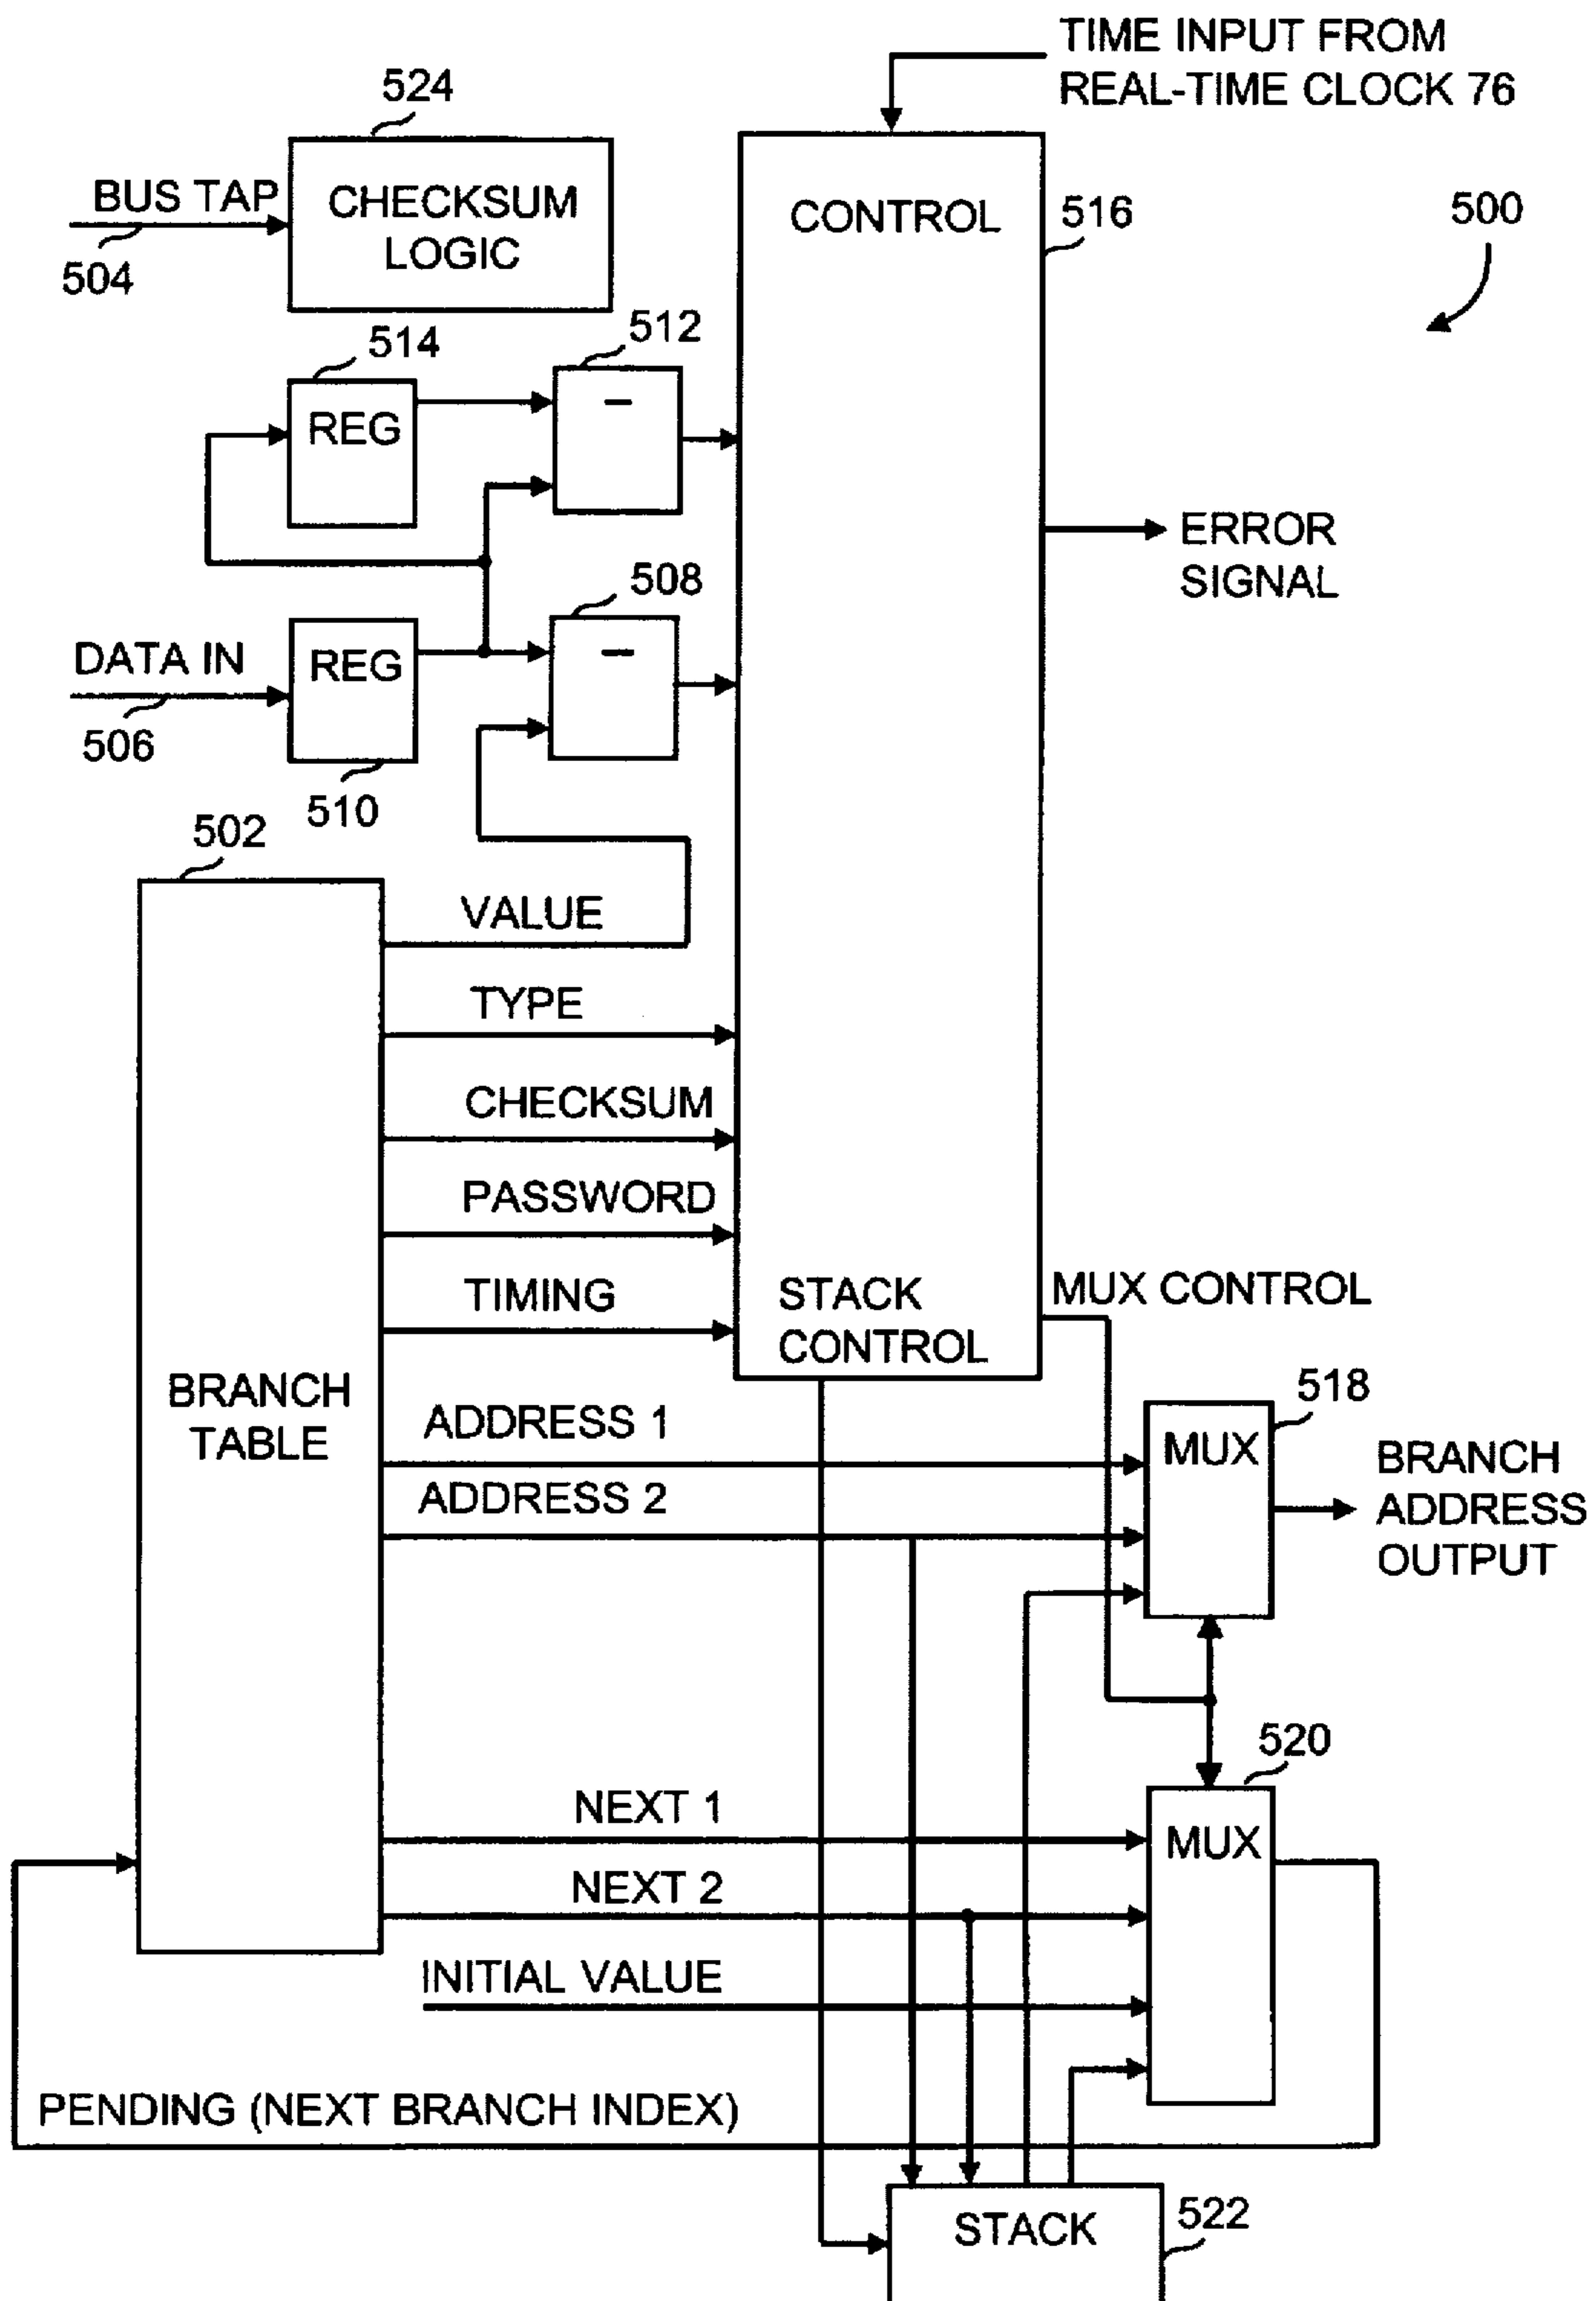 TIME INPUT FROM
REAL-TIME CLOCK 76
524
BUS TAP
504
CHECKSUM
LOGIC
CONTROL
516
500
514
REG
512
–
ERROR
SIGNAL
508
–
DATA IN
506
REG
510
502
VALUE
TYPE
CHECKSUM
PASSWORD
TIMING
STACK
CONTROL
MUX CONTROL
BRANCH
TABLE
ADDRESS 1
ADDRESS 2
518
MUX
BRANCH
ADDRESS
OUTPUT
520
NEXT 1
MUX
NEXT 2
INITIAL VALUE
PENDING (NEXT BRANCH INDEX)
STACK
522